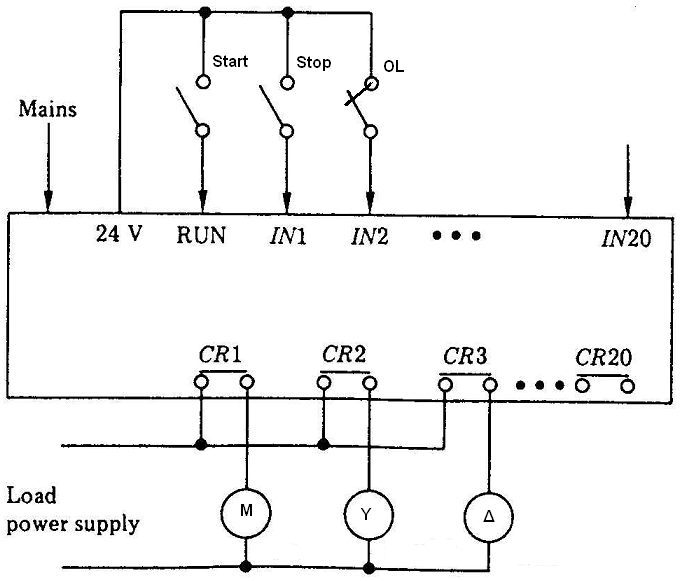 Start
Stop
OL
Mains
24 V
RUN
IN1
IN2
IN20
CR1
CR2
CR3
CR20
Load
power supply
M
Y
Δ